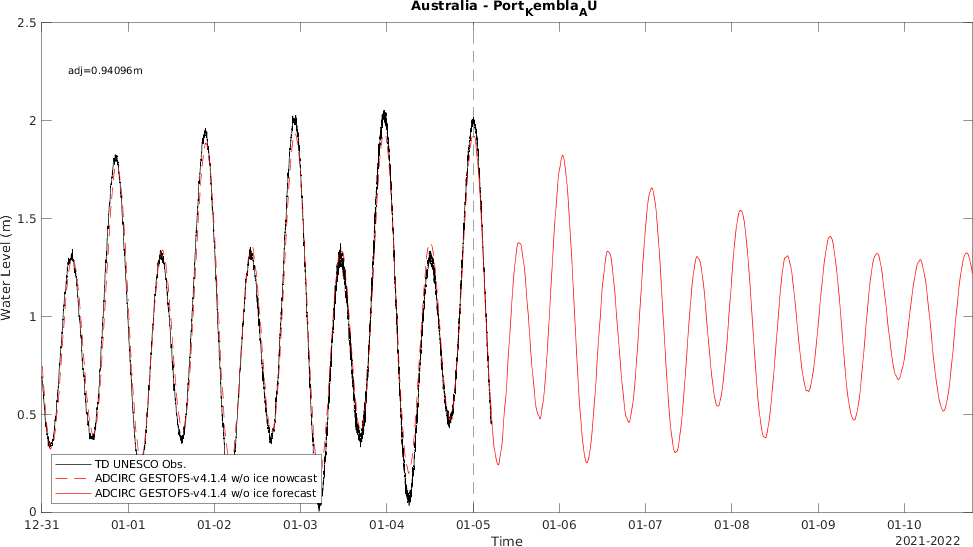 Australia - PortKemblaAU
2.5
adj=0.94096m
2
1.5
1
0.5
0
Water Level (m)
TD UNESCO Obs.
ADCIRC GESTOFS-v4.1.4 w/o ice nowcast
ADCIRC GESTOFS-v4.1.4 w/o ice forecast
12-31 01-01 01-02 01-03 01-04 01-05 01-06 01-07 01-08 01-09 01-10
Time
2021-2022